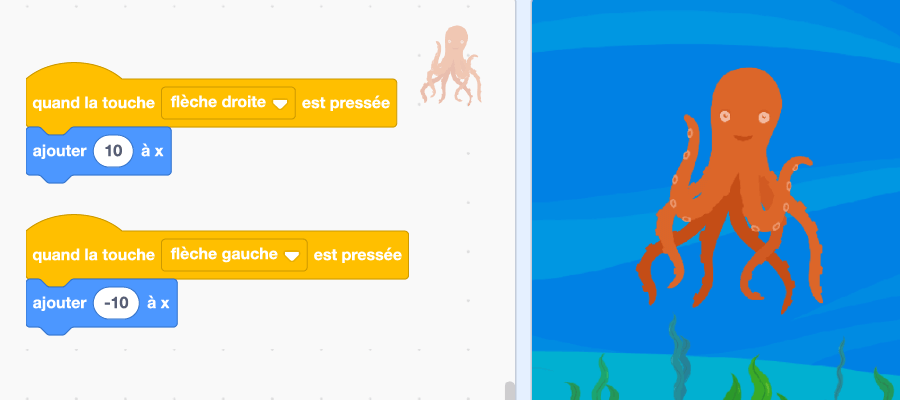 quand la touche flèche droite est pressée
ajouter 10 à x
quand la touche flèche gauche est pressée
ajouter -10 à x